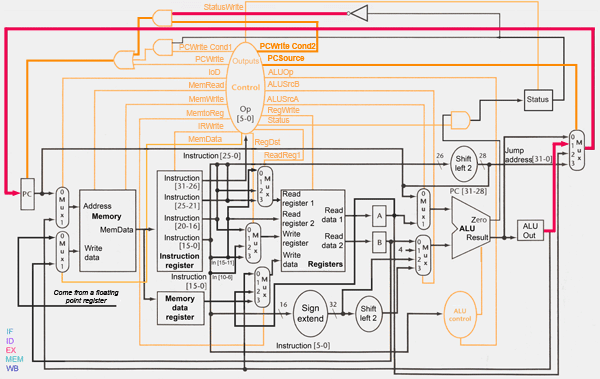 StatusWrite
PCWrite Cond1
PCWrite Cond2
PCWrite
PCSource
Outputs
IoD
ALUOp
MemRead
ALUSrcB
Control
MemWrite
ALUSrcA
Status
MemtoReg
Op
RegWrite
[5-0]
Status
IRWrite
MemData
RegDst
ReadReg1
Instruction [25-0]
26
Shift
left 2
28
Jump
address [31-0]
0
1
2
3
M
u
x
PC [31-28]
PC
0
Mux
1
Address
Memory
MemData
Write
data
0
Mux
1
Instruction
[31-26]
Instruction
[25-21]
Instruction
[20-16]
Instruction
[15-0]
Instruction
register
0
1
2
3
M
u
x
Read
register 1
Read
register 2
Write
register
Write
data
Read
data 1
Read
data 2
Registers
A
B
4
0
Mux
1
0
1
2
3
M
u
x
Zero
ALU
Result
ALU
Out
In [15-11]
In [10-6]
Instruction
[15-0]
Memory
data
register
Come from a floating
point register
16
Sign
extend
32
Shift
left 2
ALU
control
Instruction [5-0]
IF
ID
EX
MEM
WB